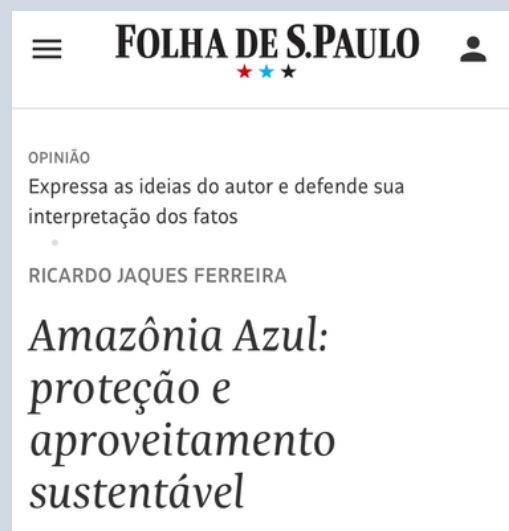 FOLHA DE S.PAULO
OPINIÃO
Expressa as ideias do autor e defende sua
interpretação dos fatos
RICARDO JAQUES FERREIRA
Amazônia Azul:
proteção e
aproveitamento
sustentável